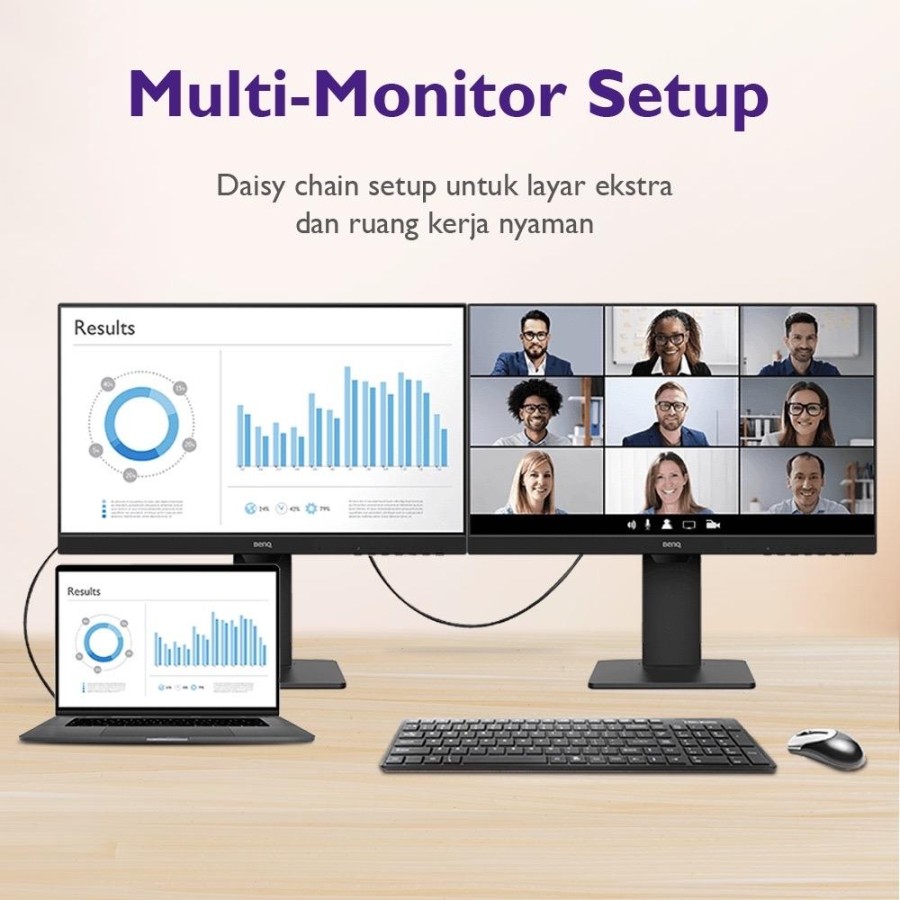 Multi-Monitor Setup
Daisy chain setup untuk layar ekstra
dan ruang kerja nyaman
Results
BenQ
BenQ
Results